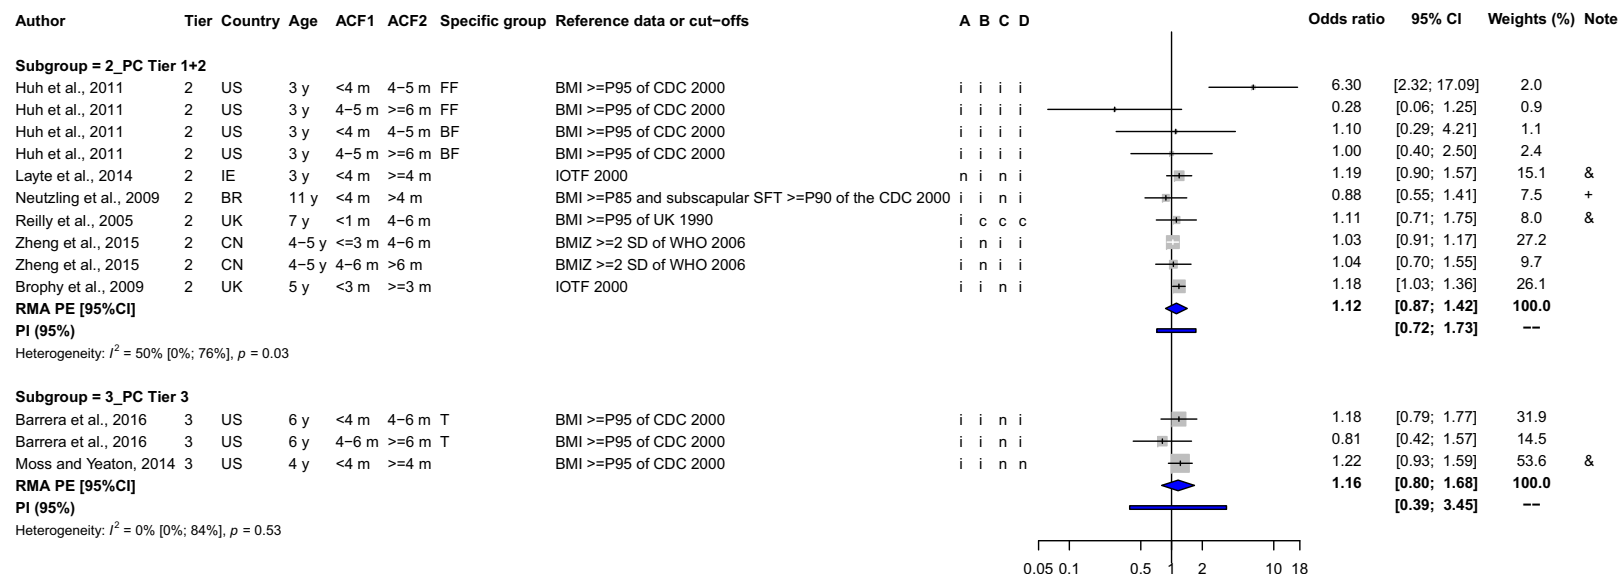 Author Tier Country Age ACF1 ACF2 Specific group Reference data or cut−offs A B C D Odds ratio 95% CI Weights (%) Note
Subgroup = 2_PC Tier 1+2
Huh et al., 2011 2 US 3 y <4 m 4−5 m FF BMI >=P95 of CDC 2000 i i i i 6.30 [2.32; 17.09] 2.0
Huh et al., 2011 2 US 3 y 4−5 m >=6 m FF BMI >=P95 of CDC 2000 i i i i 0.28 [0.06; 1.25] 0.9
Huh et al., 2011 2 US 3 y <4 m 4−5 m BF BMI >=P95 of CDC 2000 i i i i 1.10 [0.29; 4.21] 1.1
Huh et al., 2011 2 US 3 y 4−5 m >=6 m BF BMI >=P95 of CDC 2000 i i i i 1.00 [0.40; 2.50] 2.4
Layte et al., 2014 2 IE 3 y <4 m >=4 m IOTF 2000 n i n i 1.19 [0.90; 1.57] 15.1 &
Neutzling et al., 2009 2 BR 11 y <4 m >4 m BMI >=P85 and subscapular SFT >=P90 of the CDC 2000 i i n i 0.88 [0.55; 1.41] 7.5 +
Reilly et al., 2005 2 UK 7 y <1 m 4−6 m BMI >=P95 of UK 1990 i c c c 1.11 [0.71; 1.75] 8.0 &
Zheng et al., 2015 2 CN 4−5 y <=3 m 4−6 m BMIZ >=2 SD of WHO 2006 i n i i 1.03 [0.91; 1.17] 27.2
Zheng et al., 2015 2 CN 4−5 y 4−6 m >6 m BMIZ >=2 SD of WHO 2006 i n i i 1.04 [0.70; 1.55] 9.7
Brophy et al., 2009 2 UK 5 y <3 m >=3 m IOTF 2000 i i n i 1.18 [1.03; 1.36] 26.1
RMA PE [95%CI] 1.12 [0.87; 1.42] 100.0
PI (95%) [0.72; 1.73] −−
Heterogeneity: I² = 50% [0%; 76%], p = 0.03
Subgroup = 3_PC Tier 3
Barrera et al., 2016 3 US 6 y <4 m 4−6 m T BMI >=P95 of CDC 2000 i i n i 1.18 [0.79; 1.77] 31.9
Barrera et al., 2016 3 US 6 y 4−6 m >=6 m T BMI >=P95 of CDC 2000 i i n i 0.81 [0.42; 1.57] 14.5
Moss and Yeaton, 2014 3 US 4 y <4 m >=4 m BMI >=P95 of CDC 2000 i i n n 1.22 [0.93; 1.59] 53.6 &
RMA PE [95%CI] 1.16 [0.80; 1.68] 100.0
PI (95%) [0.39; 3.45] −−
Heterogeneity: I² = 0% [0%; 84%], p = 0.53
0.05 0.1 0.5 1 2 10 18